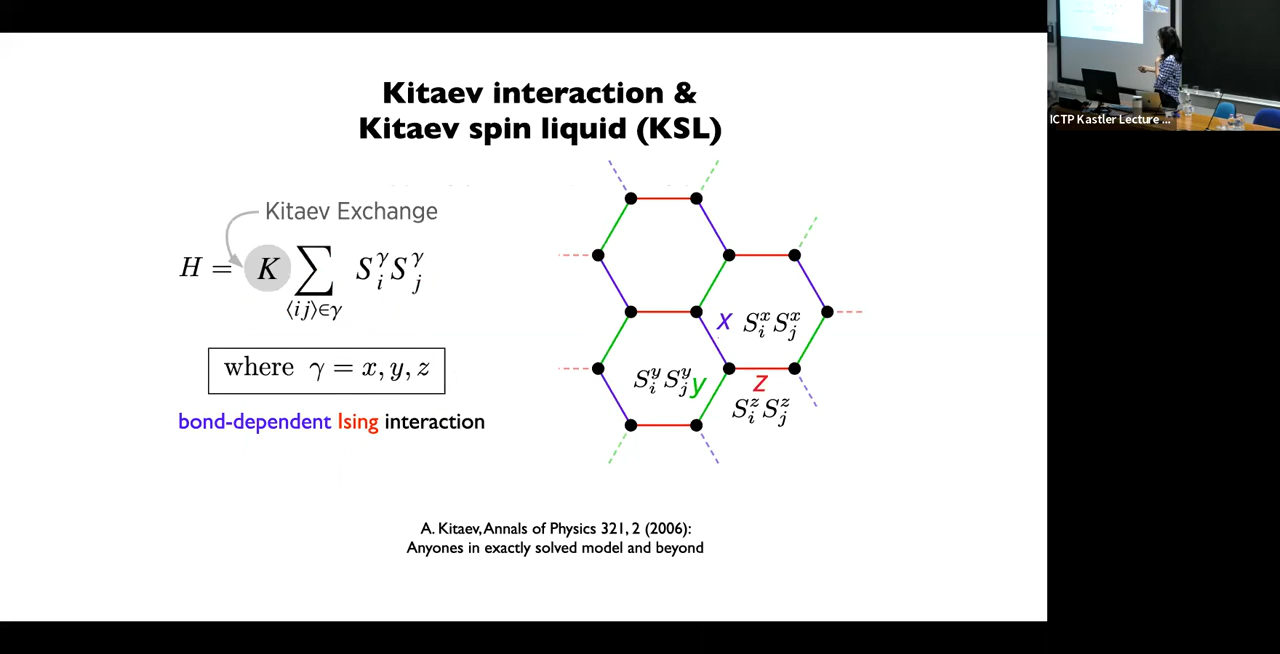 Kitaev interaction &
Kitaev spin liquid (KSL)
Kitaev Exchange
H = K ∑ S_i^γ S_j^γ
⟨ij⟩∈γ
where γ = x, y, z
bond-dependent Ising interaction
x S_i^x S_j^x
S_i^y S_j^y y
z
S_i^z S_j^z
A. Kitaev, Annals of Physics 321, 2 (2006):
Anyones in exactly solved model and beyond
ICTP Kastler Lecture ...